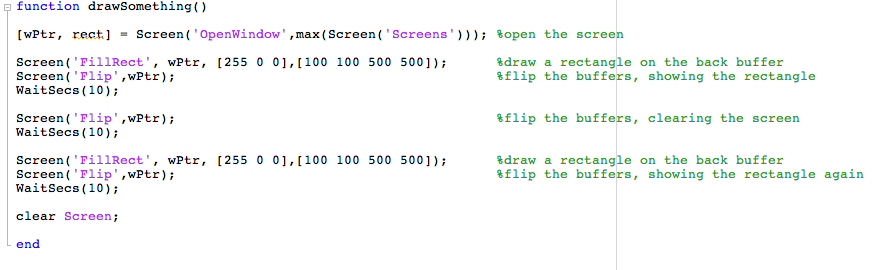 function drawSomething()
[wPtr, rect] = Screen('OpenWindow',max(Screen('Screens'))); %open the screen
Screen('FillRect', wPtr, [255 0 0],[100 100 500 500]); %draw a rectangle on the back buffer
Screen('Flip',wPtr); %flip the buffers, showing the rectangle
WaitSecs(10);
Screen('Flip',wPtr); %flip the buffers, clearing the screen
WaitSecs(10);
Screen('FillRect', wPtr, [255 0 0],[100 100 500 500]); %draw a rectangle on the back buffer
Screen('Flip',wPtr); %flip the buffers, showing the rectangle again
WaitSecs(10);
clear Screen;
end